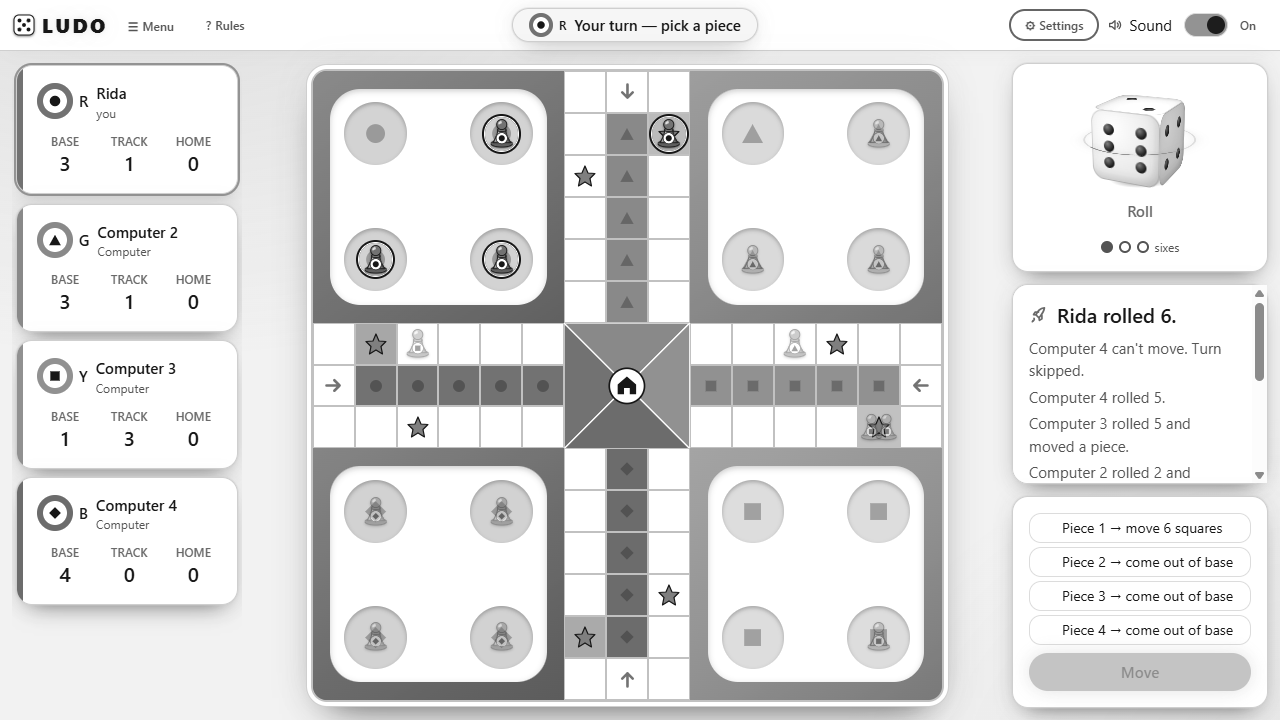 LUDO
☰ Menu
? Rules
R Your turn — pick a piece
⚙ Settings
Sound
On
R Rida
you
BASE TRACK HOME
3 1 0
G Computer 2
Computer
BASE TRACK HOME
3 1 0
Y Computer 3
Computer
BASE TRACK HOME
1 3 0
B Computer 4
Computer
BASE TRACK HOME
4 0 0
Roll
sixes
Rida rolled 6.
Computer 4 can't move. Turn
skipped.
Computer 4 rolled 5.
Computer 3 rolled 5 and
moved a piece.
Computer 2 rolled 2 and
Piece 1 → move 6 squares
Piece 2 → come out of base
Piece 3 → come out of base
Piece 4 → come out of base
Move